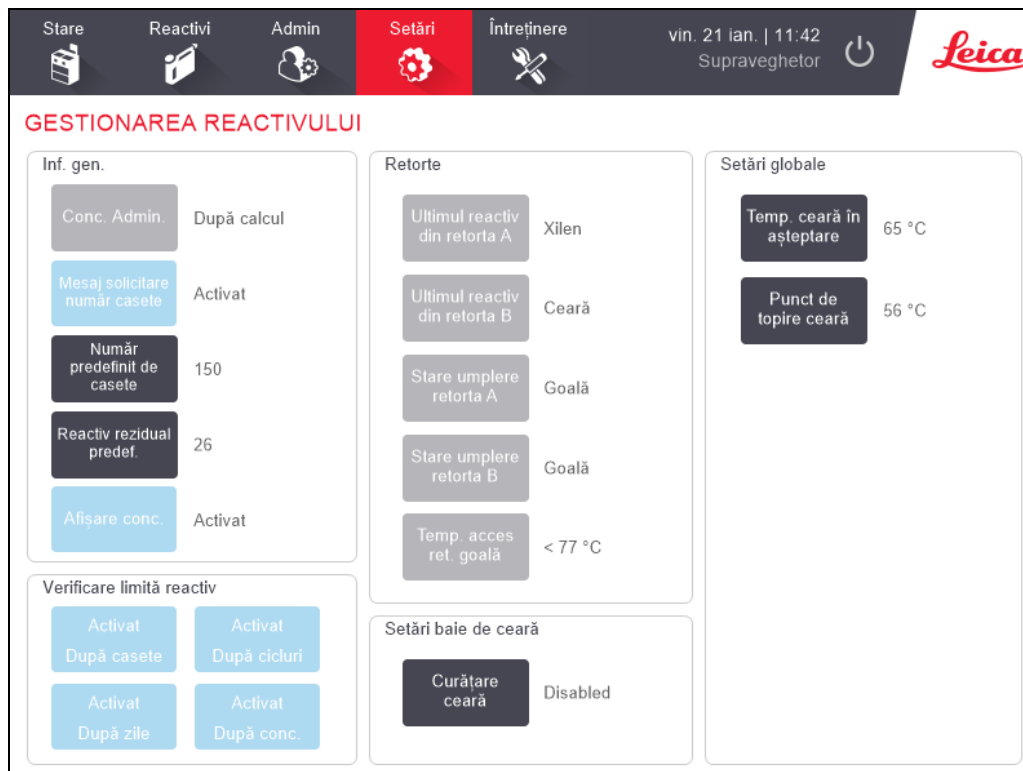 Stare
Reactivi
Admin
Setări
Întreținere
vin. 21 ian. | 11:42
Supraveghetor
Leica
GESTIONAREA REACTIVULUI
Inf. gen.
Conc. Admin.
După calcul
Mesaj solicitare
număr casete
Activat
Număr
predefinit de
casete
150
Reactiv rezidual
predef.
26
Afișare conc.
Activat
Verificare limită reactiv
Activat
După casete
Activat
După cicluri
Activat
După zile
Activat
După conc.
Retorte
Ultimul reactiv
din retorta A
Xilen
Ultimul reactiv
din retorta B
Ceară
Stare umplere
retorta A
Goală
Stare umplere
retorta B
Goală
Temp. acces
ret. goală
< 77 °C
Setări baie de ceară
Curățare
ceară
Disabled
Setări globale
Temp. ceară în
așteptare
65 °C
Punct de
topire ceară
56 °C